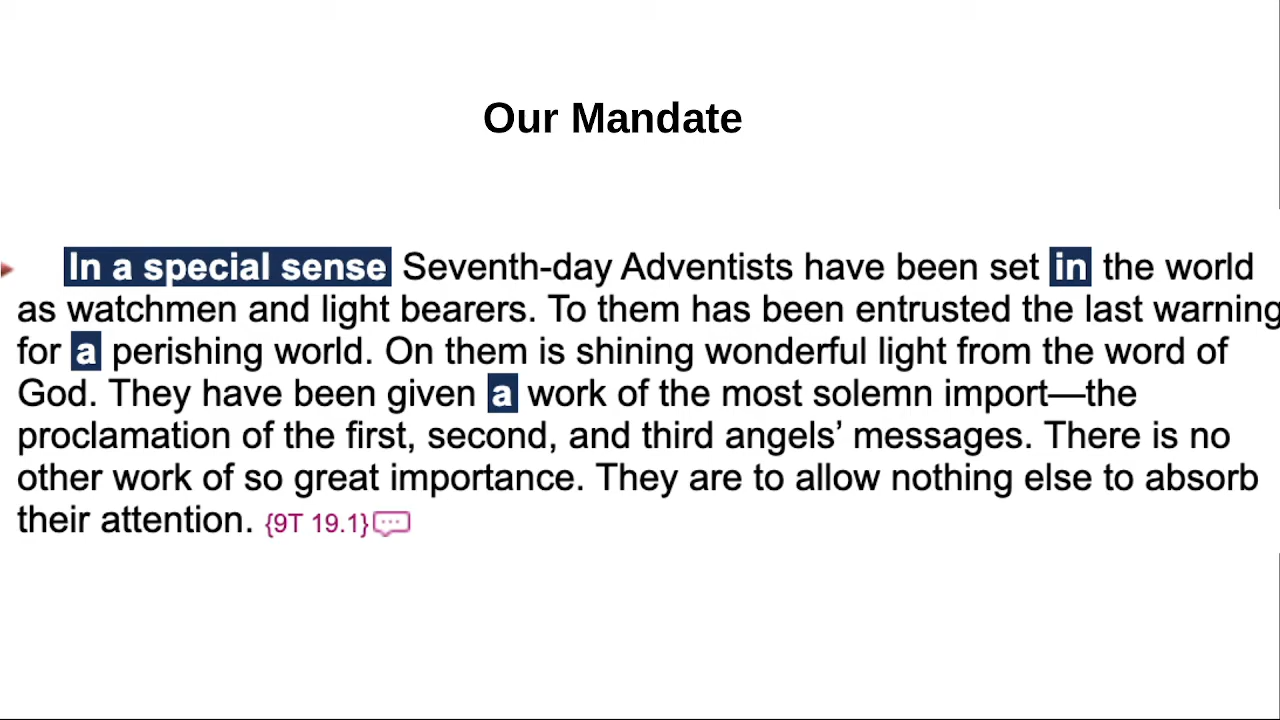 Our Mandate
In a special sense Seventh-day Adventists have been set in the world
as watchmen and light bearers. To them has been entrusted the last warning
for a perishing world. On them is shining wonderful light from the word of
God. They have been given a work of the most solemn import—the
proclamation of the first, second, and third angels’ messages. There is no
other work of so great importance. They are to allow nothing else to absorb
their attention. {9T 19.1}